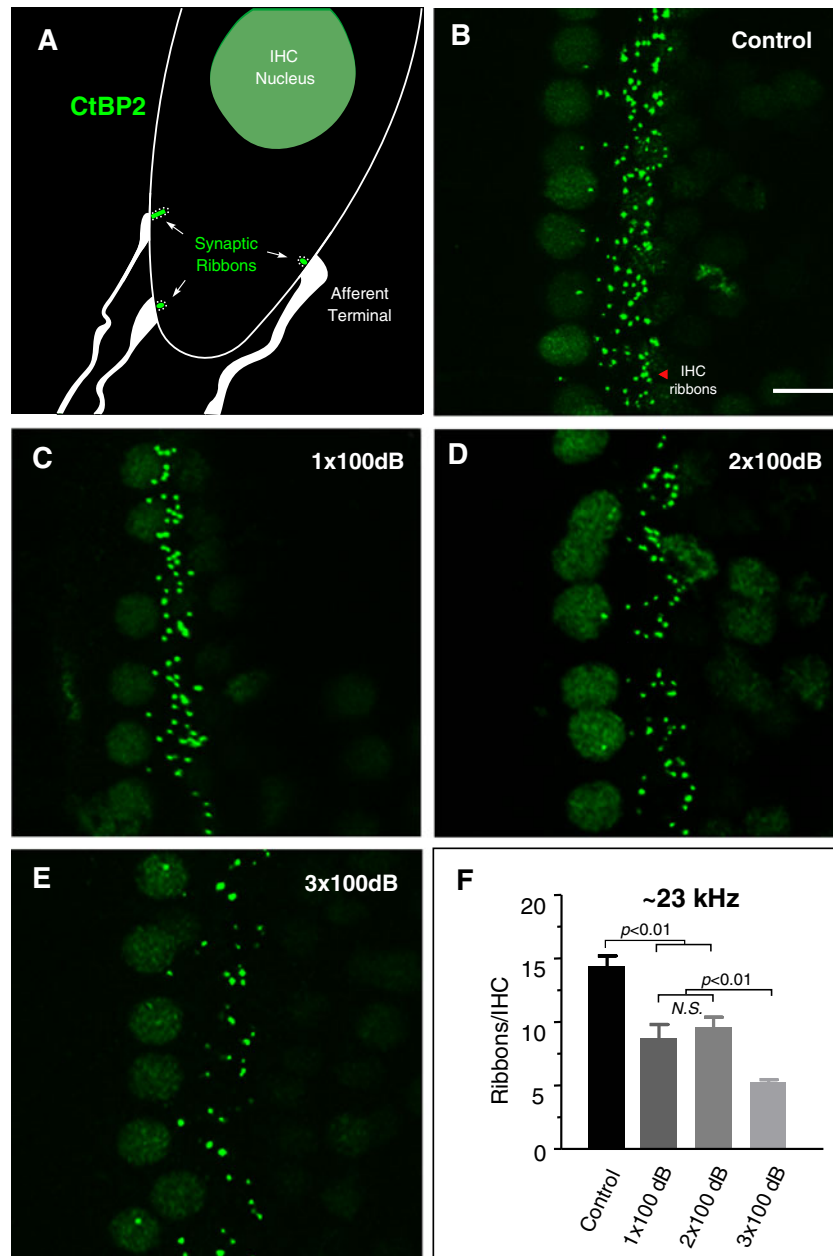 A
IHC
Nucleus
CtBP2
Synaptic
Ribbons
Afferent
Terminal
B
Control
IHC
ribbons
C
1x100dB
D
2x100dB
E
3x100dB
F
~23 kHz
20
15
10
5
0
Ribbons/IHC
p<0.01
p<0.01
N.S.
Control
1x100 dB
2x100 dB
3x100 dB